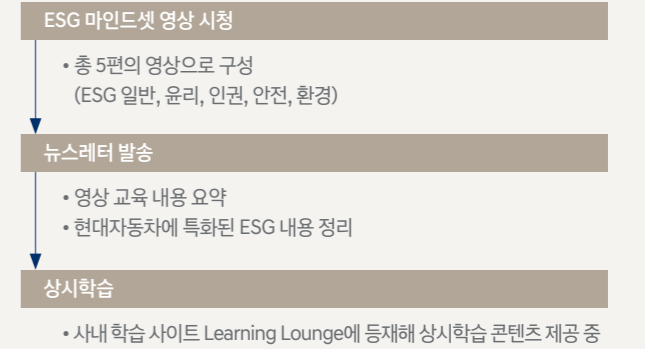 ESG 마인드셋 영상 시청
• 총 5편의 영상으로 구성
(ESG 일반, 윤리, 인권, 안전, 환경)
뉴스레터 발송
• 영상 교육 내용 요약
• 현대자동차에 특화된 ESG 내용 정리
상시학습
• 사내 학습 사이트 Learning Lounge에 등재해 상시학습 콘텐츠 제공 중